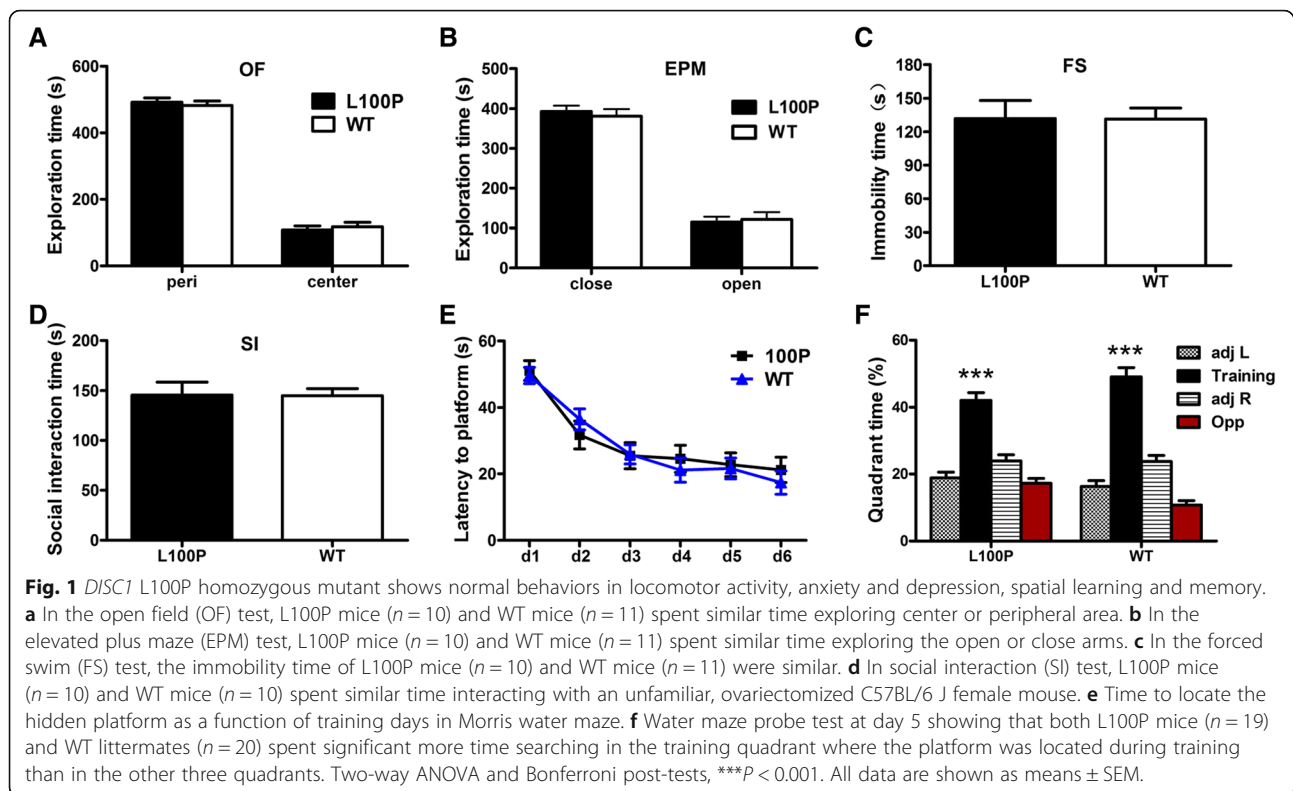 A
OF
Exploration time (s)
600
400
200
0
peri
center
L100P
WT
B
EPM
Exploration time (s)
500
400
300
200
100
0
close
open
L100P
WT
C
FS
Immobility time (s)
180
150
120
90
60
30
0
L100P
WT
D
SI
Social interaction time (s)
200
150
100
50
0
L100P
WT
E
Latency to platform (s)
60
40
20
0
d1
d2
d3
d4
d5
d6
100P
WT
F
Quadrant time (%)
60
40
20
0
***
***
L100P
WT
adj L
Training
adj R
Opp
Fig. 1 DISC1 L100P homozygous mutant shows normal behaviors in locomotor activity, anxiety and depression, spatial learning and memory.
a In the open field (OF) test, L100P mice (n = 10) and WT mice (n = 11) spent similar time exploring center or peripheral area. b In the
elevated plus maze (EPM) test, L100P mice (n = 10) and WT mice (n = 11) spent similar time exploring the open or close arms. c In the forced
swim (FS) test, the immobility time of L100P mice (n = 10) and WT mice (n = 11) were similar. d In social interaction (SI) test, L100P mice
(n = 10) and WT mice (n = 10) spent similar time interacting with an unfamiliar, ovariectomized C57BL/6 J female mouse. e Time to locate the
hidden platform as a function of training days in Morris water maze. f Water maze probe test at day 5 showing that both L100P mice (n = 19)
and WT littermates (n = 20) spent significant more time searching in the training quadrant where the platform was located during training
than in the other three quadrants. Two-way ANOVA and Bonferroni post-tests, ***P < 0.001. All data are shown as means ± SEM.